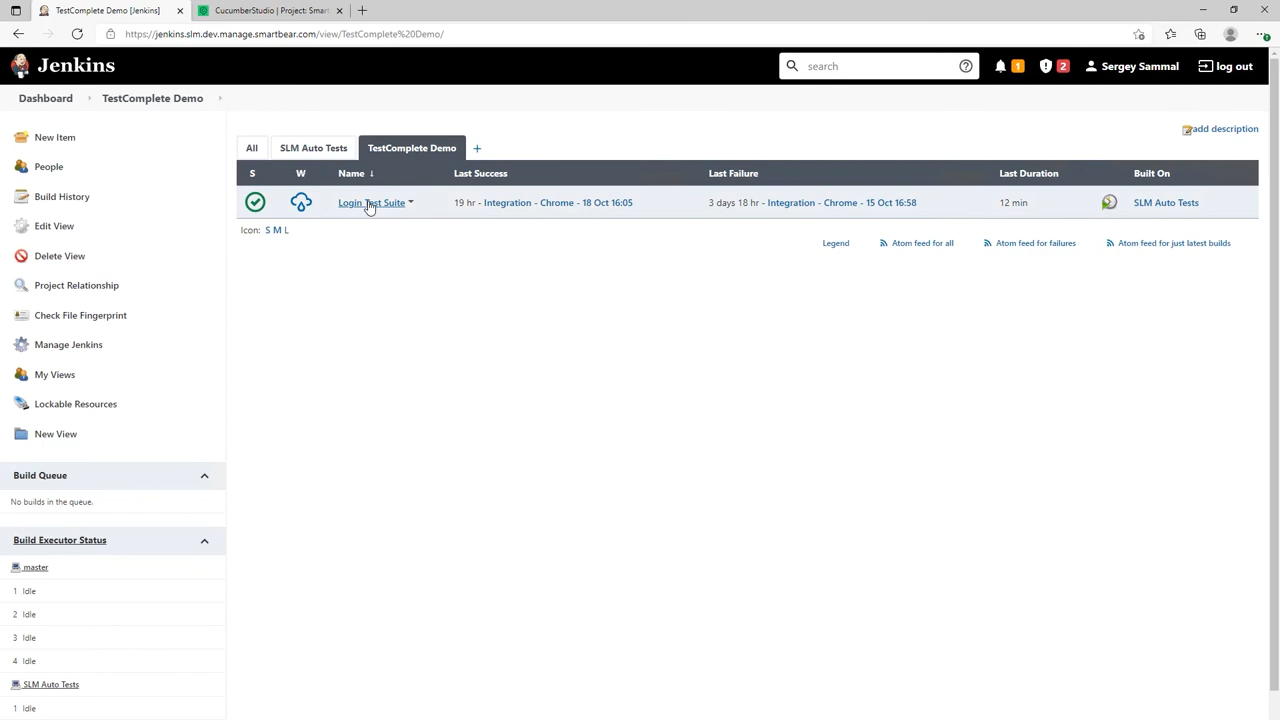 TestComplete Demo [Jenkins]
CucumberStudio | Project: Smart
https://jenkins.slm.dev.manage.smartbear.com/view/TestComplete%20Demo/
Jenkins
search
1
2
Sergey Sammal
log out
Dashboard
TestComplete Demo
New Item
People
Build History
Edit View
Delete View
Project Relationship
Check File Fingerprint
Manage Jenkins
My Views
Lockable Resources
New View
Build Queue
No builds in the queue.
Build Executor Status
master
1 Idle
2 Idle
3 Idle
4 Idle
SLM Auto Tests
1 Idle
add description
All
SLM Auto Tests
TestComplete Demo
+
S W Name ↓ Last Success Last Failure Last Duration Built On
Login Test Suite 19 hr - Integration - Chrome - 18 Oct 16:05 3 days 18 hr - Integration - Chrome - 15 Oct 16:58 12 min SLM Auto Tests
Icon: S M L
Legend Atom feed for all Atom feed for failures Atom feed for just latest builds